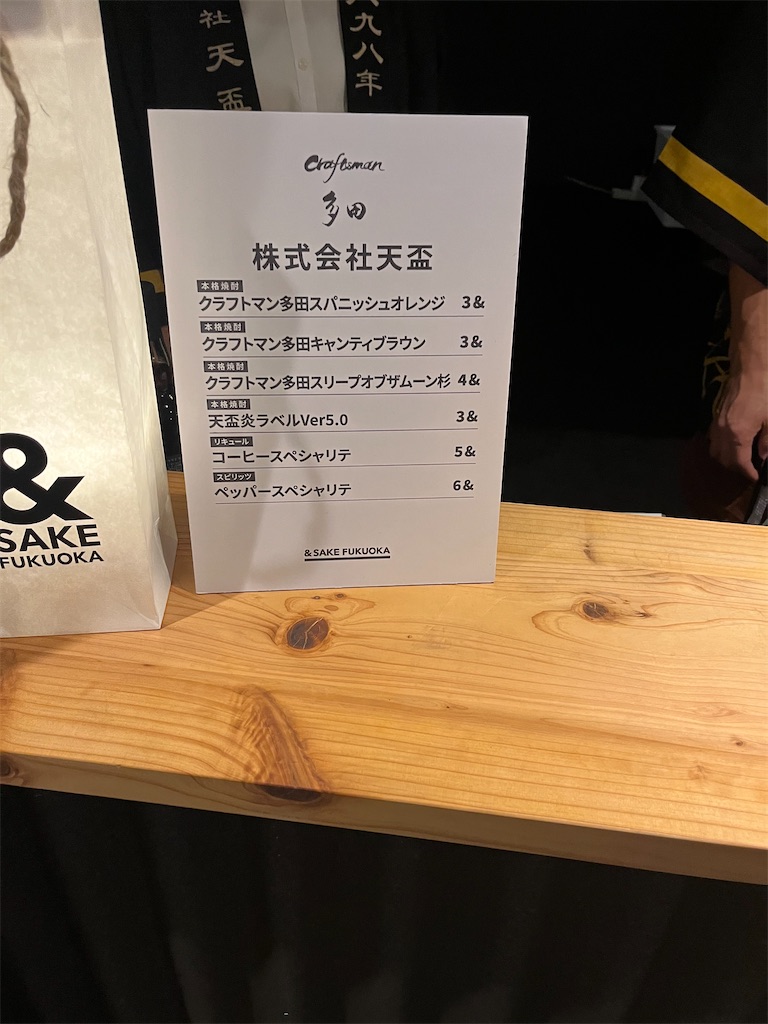 社天盃
九八年
Craftsman
多田
株式会社天盃
本格焼酎
クラフトマン多田スパニッシュオレンジ 3&
本格焼酎
クラフトマン多田キャンティブラウン 3&
本格焼酎
クラフトマン多田スリープオブザムーン杉 4&
本格焼酎
天盃炎ラベルVer5.0 3&
リキュール
コーヒースペシャリテ 5&
スピリッツ
ペッパースペシャリテ 6&
& SAKE FUKUOKA
&
SAKE
FUKUOKA